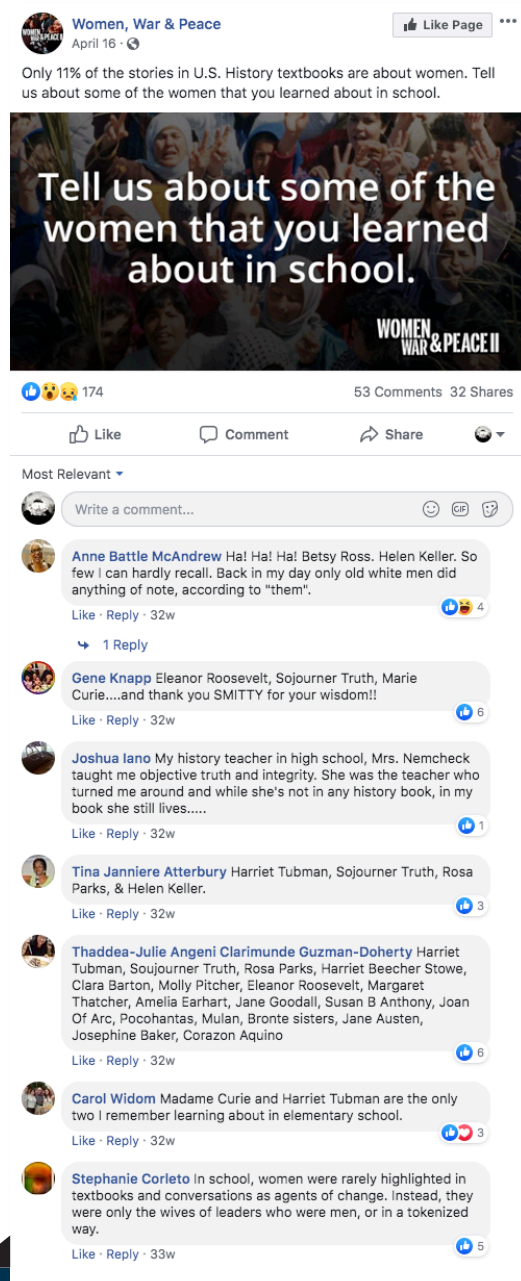 Women, War & Peace
Like Page
April 16
Only 11% of the stories in U.S. History textbooks are about women. Tell
us about some of the women that you learned about in school.
Tell us about some of the
women that you learned
about in school.
WOMEN,
WAR & PEACE II
174
53 Comments 32 Shares
Like Comment Share
Most Relevant
Write a comment...
GIF
Anne Battle McAndrew Ha! Ha! Ha! Betsy Ross. Helen Keller. So
few I can hardly recall. Back in my day only old white men did
anything of note, according to "them".
4
Like · Reply · 32w
1 Reply
Gene Knapp Eleanor Roosevelt, Sojourner Truth, Marie
Curie....and thank you SMITTY for your wisdom!!
6
Like · Reply · 32w
Joshua Iano My history teacher in high school, Mrs. Nemcheck
taught me objective truth and integrity. She was the teacher who
turned me around and while she's not in any history book, in my
book she still lives.....
1
Like · Reply · 32w
Tina Janniere Atterbury Harriet Tubman, Sojourner Truth, Rosa
Parks, & Helen Keller.
3
Like · Reply · 32w
Thaddea-Julie Angeni Clarimunde Guzman-Doherty Harriet
Tubman, Soujourner Truth, Rosa Parks, Harriet Beecher Stowe,
Clara Barton, Molly Pitcher, Eleanor Roosevelt, Margaret
Thatcher, Amelia Earhart, Jane Goodall, Susan B Anthony, Joan
Of Arc, Pocohantas, Mulan, Bronte sisters, Jane Austen,
Josephine Baker, Corazon Aquino
6
Like · Reply · 32w
Carol Widom Madame Curie and Harriet Tubman are the only
two I remember learning about in elementary school.
3
Like · Reply · 32w
Stephanie Corleto In school, women were rarely highlighted in
textbooks and conversations as agents of change. Instead, they
were only the wives of leaders who were men, or in a tokenized
way.
5
Like · Reply · 33w